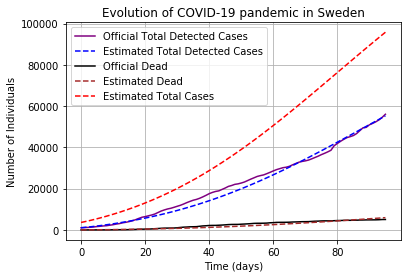 Evolution of COVID-19 pandemic in Sweden
Official Total Detected Cases
Estimated Total Detected Cases
Official Dead
Estimated Dead
Estimated Total Cases
Number of Individuals
100000
80000
60000
40000
20000
0
0 20 40 60 80
Time (days)